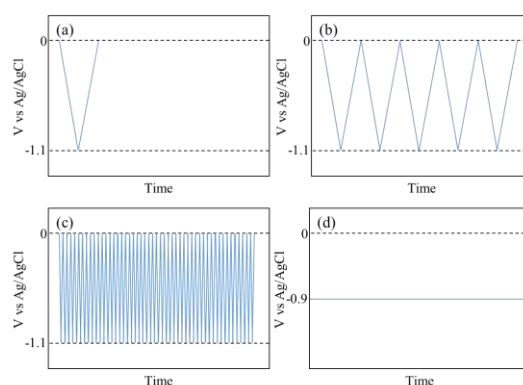 (a)
0
V vs Ag/AgCl
-1.1
Time
(b)
0
V vs Ag/AgCl
-1.1
Time
(c)
0
V vs Ag/AgCl
-1.1
Time
(d)
0
V vs Ag/AgCl
-0.9
Time